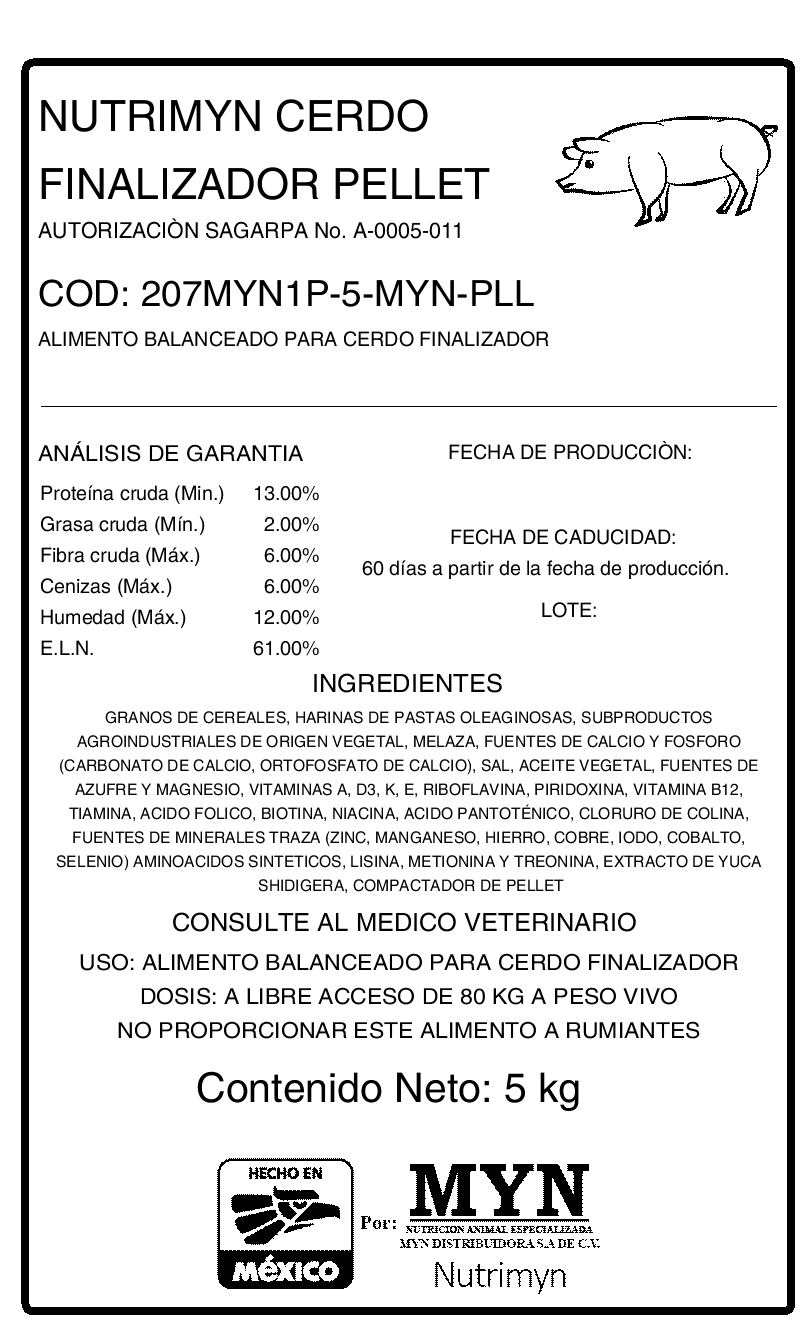 NUTRIMYN CERDO
FINALIZADOR PELLET
AUTORIZACIÒN SAGARPA No. A-0005-011
COD: 207MYN1P-5-MYN-PLL
ALIMENTO BALANCEADO PARA CERDO FINALIZADOR
ANÁLISIS DE GARANTIA
Proteína cruda (Min.) 13.00%
Grasa cruda (Mín.) 2.00%
Fibra cruda (Máx.) 6.00%
Cenizas (Máx.) 6.00%
Humedad (Máx.) 12.00%
E.L.N. 61.00%
FECHA DE PRODUCCIÒN:
FECHA DE CADUCIDAD:
60 días a partir de la fecha de producción.
LOTE:
INGREDIENTES
GRANOS DE CEREALES, HARINAS DE PASTAS OLEAGINOSAS, SUBPRODUCTOS
AGROINDUSTRIALES DE ORIGEN VEGETAL, MELAZA, FUENTES DE CALCIO Y FOSFORO
(CARBONATO DE CALCIO, ORTOFOSFATO DE CALCIO), SAL, ACEITE VEGETAL, FUENTES DE
AZUFRE Y MAGNESIO, VITAMINAS A, D3, K, E, RIBOFLAVINA, PIRIDOXINA, VITAMINA B12,
TIAMINA, ACIDO FOLICO, BIOTINA, NIACINA, ACIDO PANTOTÉNICO, CLORURO DE COLINA,
FUENTES DE MINERALES TRAZA (ZINC, MANGANESO, HIERRO, COBRE, IODO, COBALTO,
SELENIO) AMINOACIDOS SINTETICOS, LISINA, METIONINA Y TREONINA, EXTRACTO DE YUCA
SHIDIGERA, COMPACTADOR DE PELLET
CONSULTE AL MEDICO VETERINARIO
USO: ALIMENTO BALANCEADO PARA CERDO FINALIZADOR
DOSIS: A LIBRE ACCESO DE 80 KG A PESO VIVO
NO PROPORCIONAR ESTE ALIMENTO A RUMIANTES
Contenido Neto: 5 kg
HECHO EN
MéXICO
Por:
MYN
NUTRICION ANIMAL ESPECIALIZADA
MYN DISTRIBUIDORA S.A DE C.V.
Nutrimyn